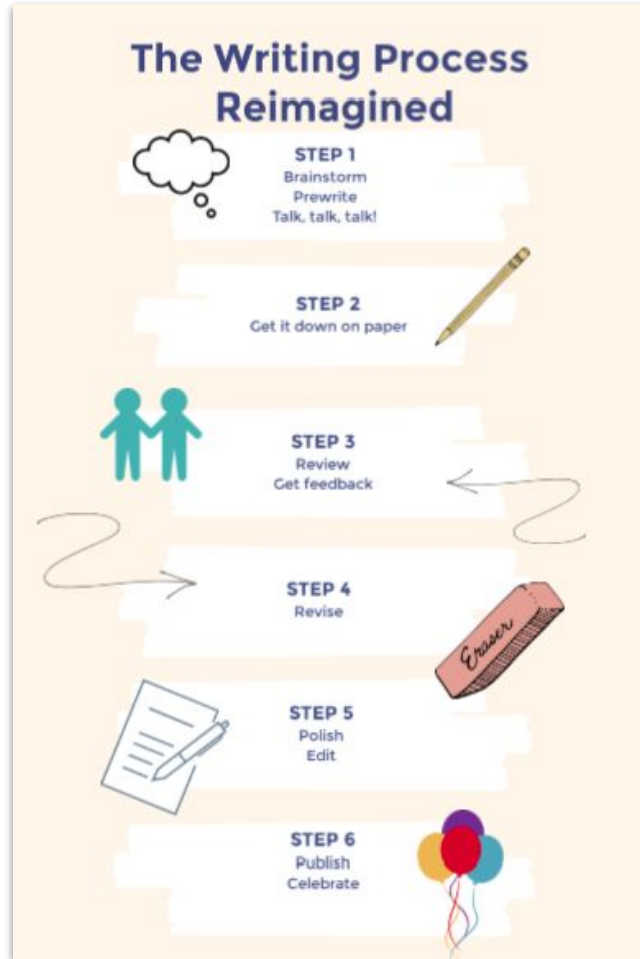 The Writing Process
Reimagined
STEP 1
Brainstorm
Prewrite
Talk, talk, talk!
STEP 2
Get it down on paper
STEP 3
Review
Get feedback
STEP 4
Revise
Eraser
STEP 5
Polish
Edit
STEP 6
Publish
Celebrate